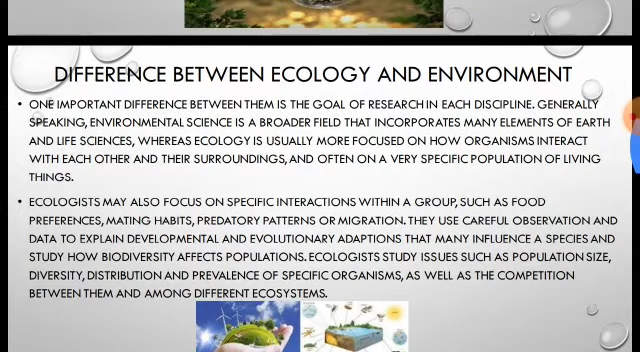 DIFFERENCE BETWEEN ECOLOGY AND ENVIRONMENT
• ONE IMPORTANT DIFFERENCE BETWEEN THEM IS THE GOAL OF RESEARCH IN EACH DISCIPLINE. GENERALLY
SPEAKING, ENVIRONMENTAL SCIENCE IS A BROADER FIELD THAT INCORPORATES MANY ELEMENTS OF EARTH
AND LIFE SCIENCES, WHEREAS ECOLOGY IS USUALLY MORE FOCUSED ON HOW ORGANISMS INTERACT
WITH EACH OTHER AND THEIR SURROUNDINGS, AND OFTEN ON A VERY SPECIFIC POPULATION OF LIVING
THINGS.
• ECOLOGISTS MAY ALSO FOCUS ON SPECIFIC INTERACTIONS WITHIN A GROUP, SUCH AS FOOD
PREFERENCES, MATING HABITS, PREDATORY PATTERNS OR MIGRATION. THEY USE CAREFUL OBSERVATION AND
DATA TO EXPLAIN DEVELOPMENTAL AND EVOLUTIONARY ADAPTIONS THAT MANY INFLUENCE A SPECIES AND
STUDY HOW BIODIVERSITY AFFECTS POPULATIONS. ECOLOGISTS STUDY ISSUES SUCH AS POPULATION SIZE,
DIVERSITY, DISTRIBUTION AND PREVALENCE OF SPECIFIC ORGANISMS, AS WELL AS THE COMPETITION
BETWEEN THEM AND AMONG DIFFERENT ECOSYSTEMS.